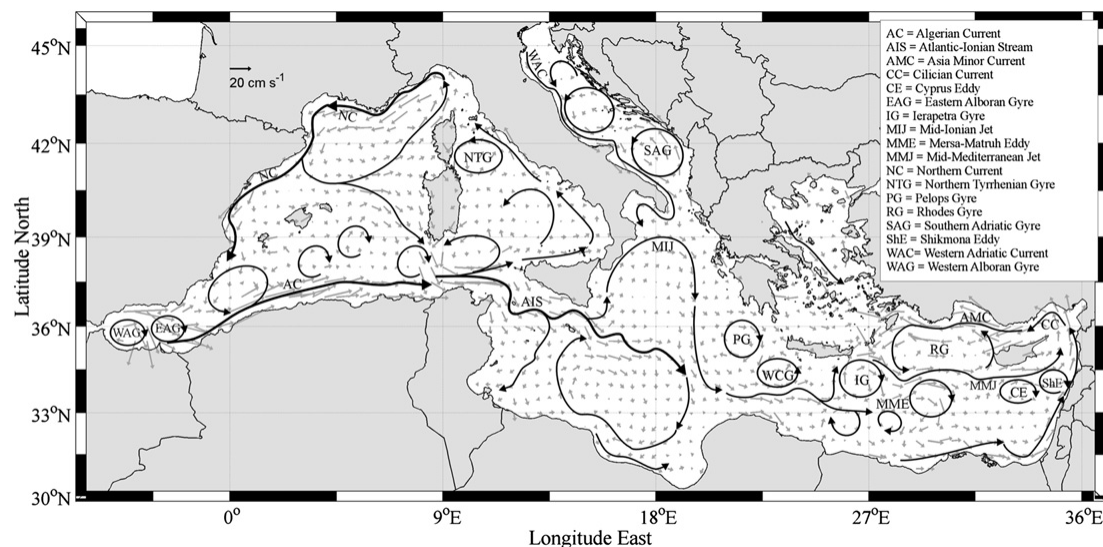 45°N
42°N
39°N
36°N
33°N
30°N
Latitude North
0°
9°E
18°E
27°E
36°E
Longitude East
20 cm s-1
NC
NC
WAC
NTG
SAG
MIJ
AC
AIS
WAG
EAG
PG
WCG
IG
MME
RG
AMC
CC
MMJ
CE
ShE
AC = Algerian Current
AIS = Atlantic-Ionian Stream
AMC = Asia Minor Current
CC= Cilician Current
CE = Cyprus Eddy
EAG = Eastern Alboran Gyre
IG = Ierapetra Gyre
MIJ = Mid-Ionian Jet
MME = Mersa-Matruh Eddy
MMJ = Mid-Mediterranean Jet
NC = Northern Current
NTG = Northern Tyrrhenian Gyre
PG = Pelops Gyre
RG = Rhodes Gyre
SAG = Southern Adriatic Gyre
ShE = Shikmona Eddy
WAC= Western Adriatic Current
WAG = Western Alboran Gyre